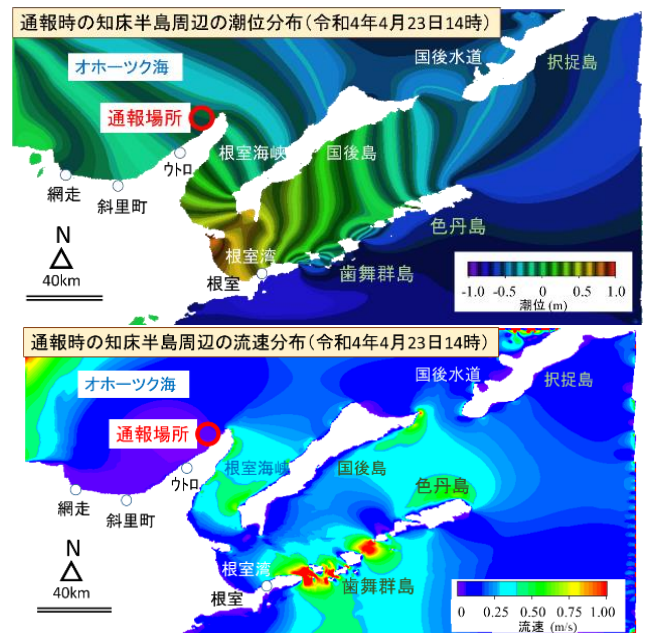 通報時の知床半島周辺の潮位分布(令和4年4月23日14時)
オホーツク海
国後水道
択捉島
通報場所
根室海峡
国後島
ウトロ
網走
斜里町
色丹島
N
40km
根室湾
根室
歯舞群島
-1.0 -0.5 0 0.5 1.0
潮位(m)
通報時の知床半島周辺の流速分布(令和4年4月23日14時)
オホーツク海
国後水道
択捉島
通報場所
根室海峡
国後島
ウトロ
色丹島
網走
斜里町
N
40km
根室湾
根室
歯舞群島
0 0.25 0.50 0.75 1.00
流速 (m/s)